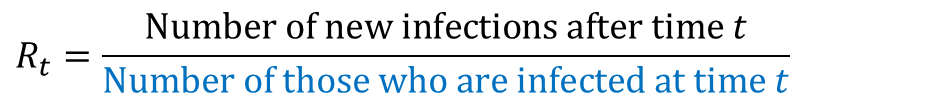 Number of new infections after time t
R_t =
Number of those who are infected at time t